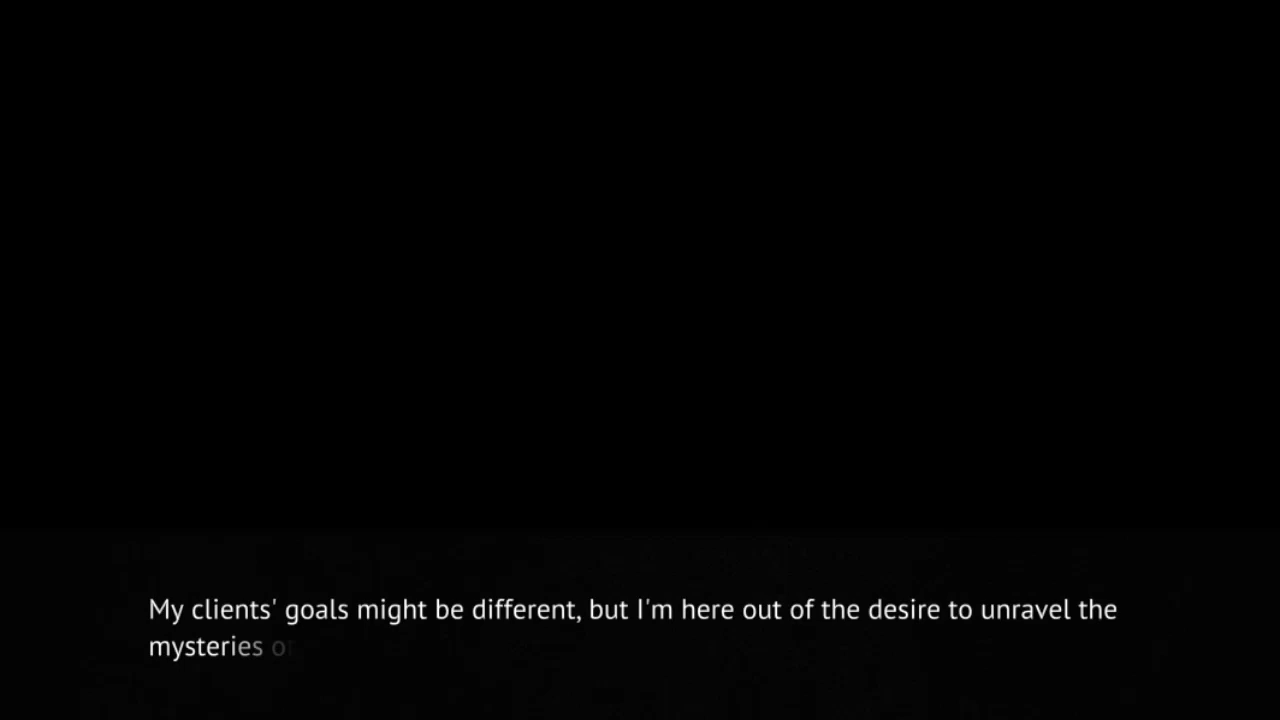 My clients' goals might be different, but I'm here out of the desire to unravel the
mysteries